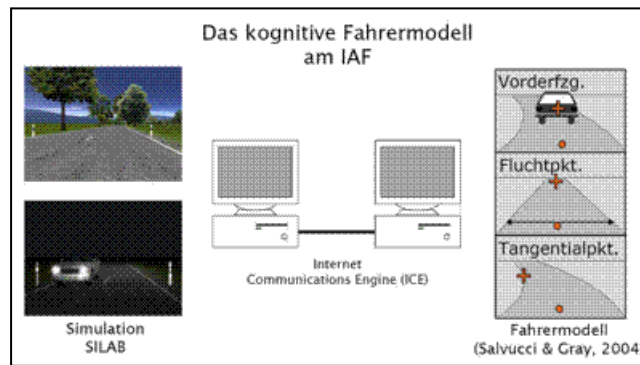 Das kognitive Fahrermodell
am IAF
Simulation
SILAB
Internet
Communications Engine (ICE)
Vorderfzg.
Fluchtpkt.
Tangentialpkt.
Fahrermodell
(Salvucci & Gray, 2004)